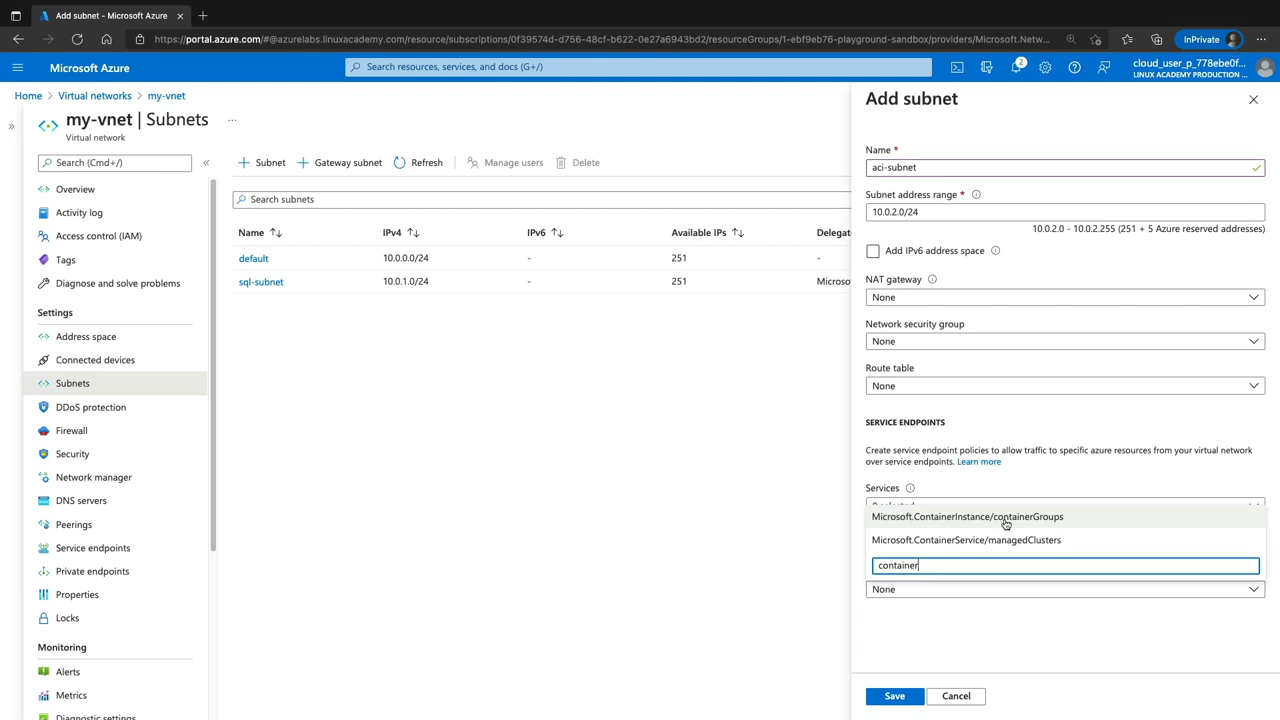 Add subnet - Microsoft Azure
https://portal.azure.com/#@azurelabs.linuxacademy.com/resource/subscriptions/0f39574d-d756-48cf-b622-0e27a6943bd2/resourceGroups/1-ebf9eb76-playground-sandbox/providers/Microsoft.Netw...
InPrivate
Microsoft Azure
Search resources, services, and docs (G+/)
2
cloud_user_p_778ebe0f...
LINUX ACADEMY PRODUCTION ...
Home > Virtual networks > my-vnet
my-vnet | Subnets ...
Virtual network
Search (Cmd+/)
Overview
Activity log
Access control (IAM)
Tags
Diagnose and solve problems
Settings
Address space
Connected devices
Subnets
DDoS protection
Firewall
Security
Network manager
DNS servers
Peerings
Service endpoints
Private endpoints
Properties
Locks
Monitoring
Alerts
Metrics
Diagnostic settings
+ Subnet + Gateway subnet Refresh Manage users Delete
Search subnets
Name IPv4 IPv6 Available IPs Delegat
default 10.0.0.0/24 - 251 -
sql-subnet 10.0.1.0/24 - 251 Microso
Add subnet
Name *
aci-subnet
Subnet address range *
10.0.2.0/24
10.0.2.0 - 10.0.2.255 (251 + 5 Azure reserved addresses)
Add IPv6 address space
NAT gateway
None
Network security group
None
Route table
None
SERVICE ENDPOINTS
Create service endpoint policies to allow traffic to specific azure resources from your virtual network
over service endpoints. Learn more
Services
Microsoft.ContainerInstance/containerGroups
Microsoft.ContainerService/managedClusters
container
None
Save Cancel